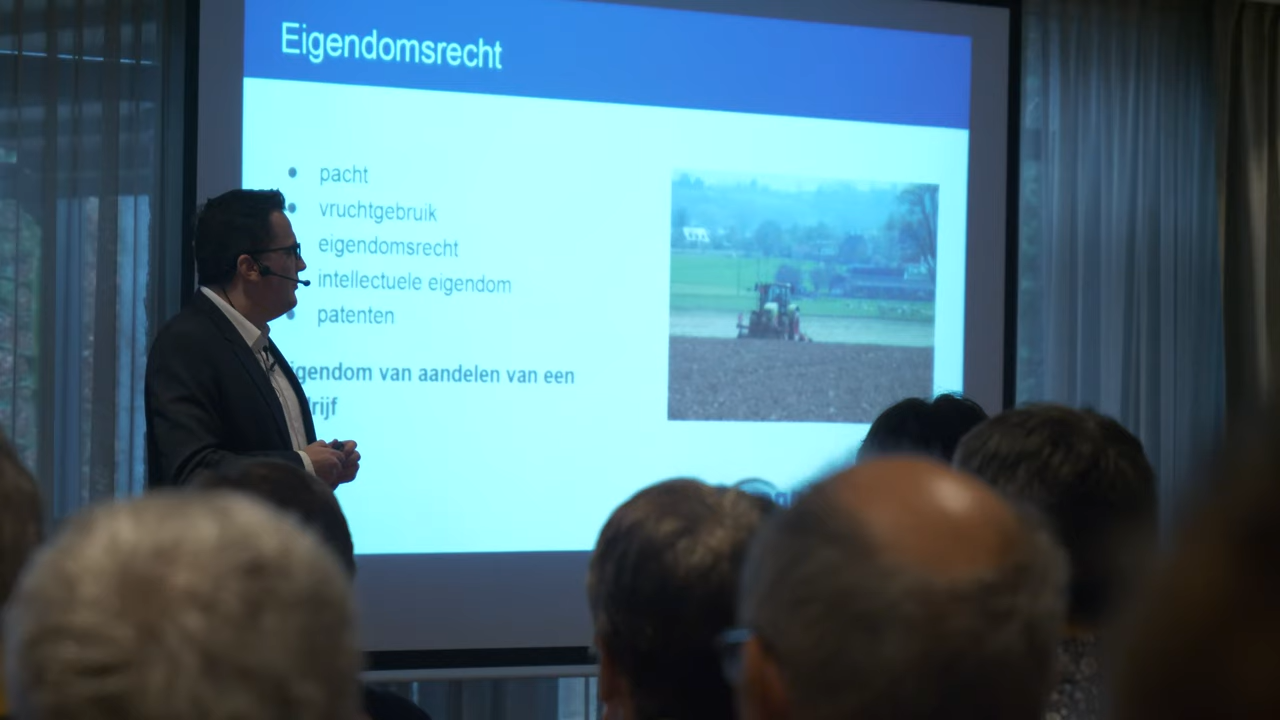 Eigendomsrecht
pacht
vruchtgebruik
eigendomsrecht
intellectuele eigendom
patenten
igendom van aandelen van een
rijf